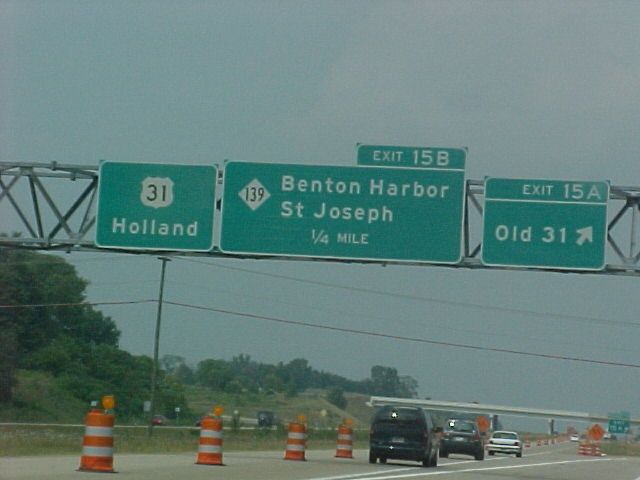 31
Holland
EXIT 15B
139 Benton Harbor
St Joseph
1/4 MILE
EXIT 15A
Old 31